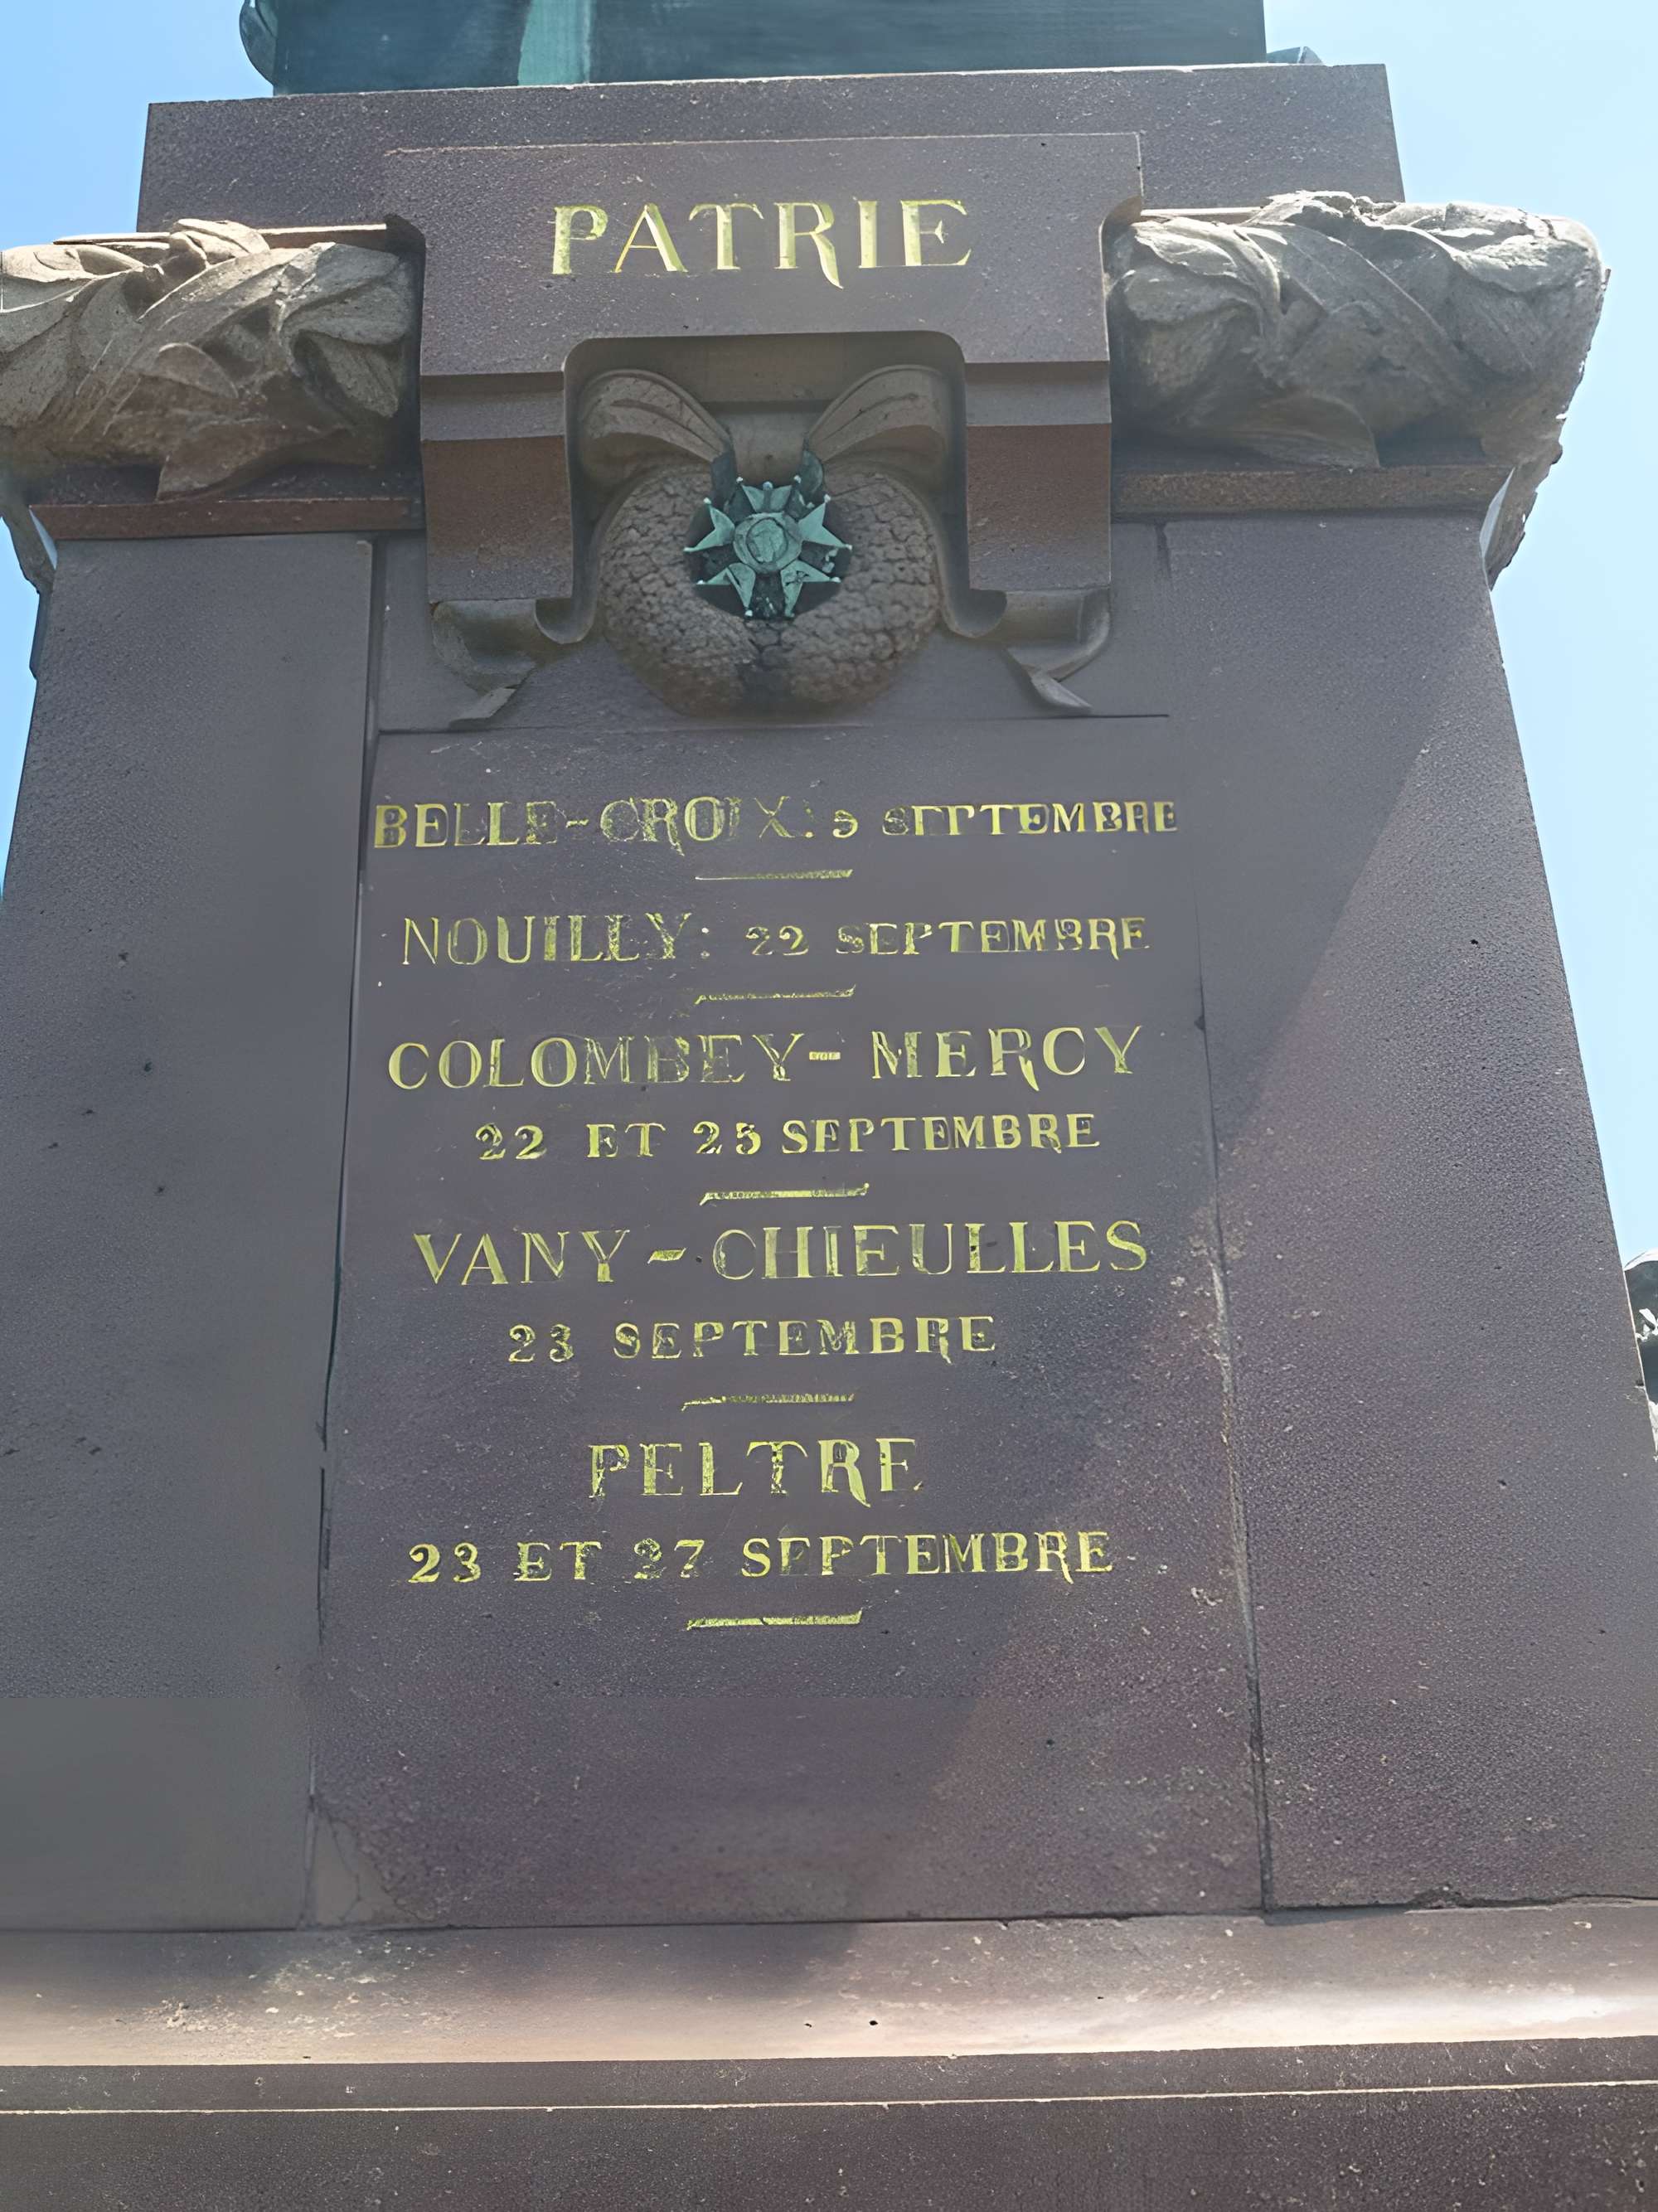 PATRIE
BELLE-CROIX: 9 SEPTEMBRE
NOUILLY: 22 SEPTEMBRE
COLOMBEY - MERCY
22 ET 25 SEPTEMBRE
VANY - CHIEULLES
23 SEPTEMBRE
PELTRE
23 ET 27 SEPTEMBRE